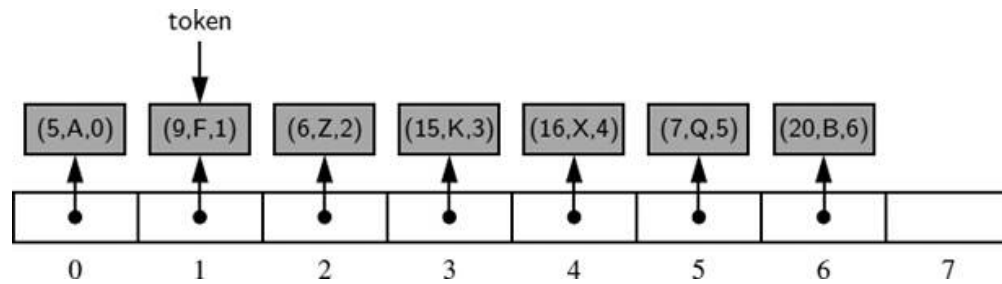 token
(5,A,0) (9,F,1) (6,Z,2) (15,K,3) (16,X,4) (7,Q,5) (20,B,6)
0 1 2 3 4 5 6 7